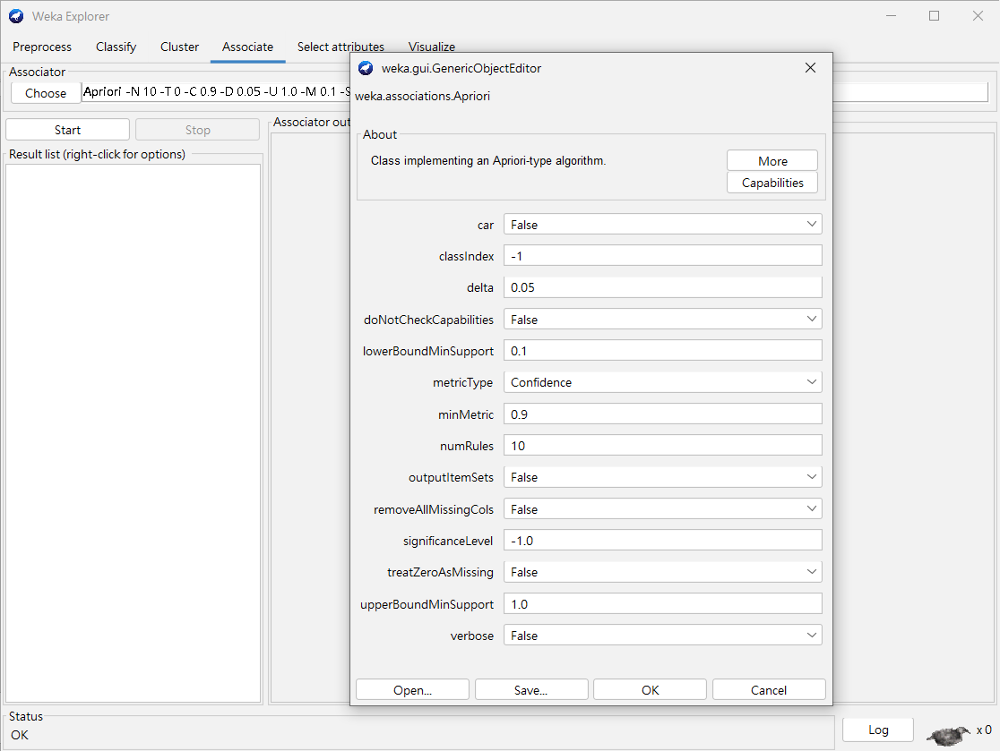 Weka Explorer
Preprocess Classify Cluster Associate Select attributes Visualize
Associator
Choose Apriori -N 10 -T 0 -C 0.9 -D 0.05 -U 1.0 -M 0.1 -S
Start Stop
Associator out
Result list (right-click for options)
weka.gui.GenericObjectEditor
weka.associations.Apriori
About
Class implementing an Apriori-type algorithm.
More
Capabilities
car False
classIndex -1
delta 0.05
doNotCheckCapabilities False
lowerBoundMinSupport 0.1
metricType Confidence
minMetric 0.9
numRules 10
outputItemSets False
removeAllMissingCols False
significanceLevel -1.0
treatZeroAsMissing False
upperBoundMinSupport 1.0
verbose False
Open... Save... OK Cancel
Status
OK
Log x 0